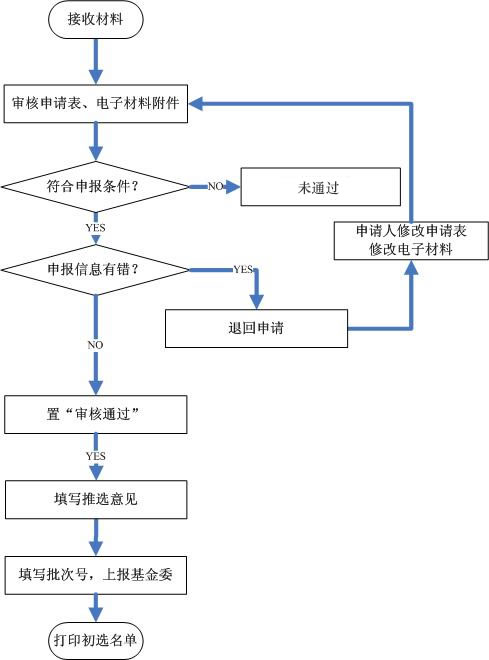 接收材料
审核申请表、电子材料附件
符合申报条件？
NO
未通过
YES
申请人修改申请表
修改电子材料
申报信息有错？
YES
退回申请
NO
置“审核通过”
YES
填写推选意见
填写批次号，上报基金委
打印初选名单